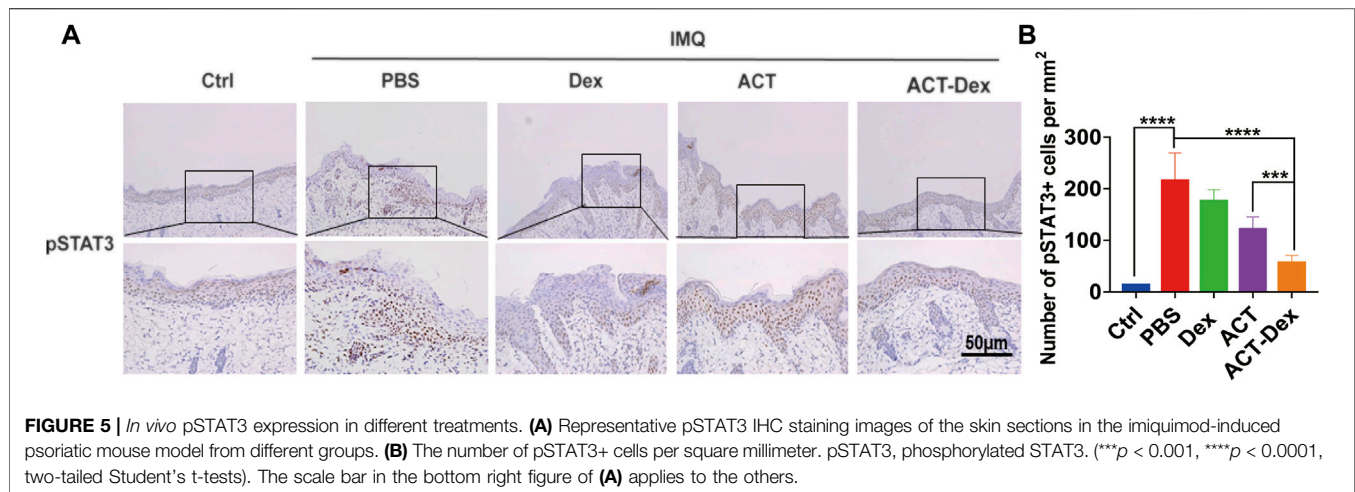 A
IMQ
Ctrl
PBS
Dex
ACT
ACT-Dex
pSTAT3
50μm
B
Number of pSTAT3+ cells per mm²
300
200
100
0
****
****
***
Ctrl
PBS
Dex
ACT
ACT-Dex
FIGURE 5 | In vivo pSTAT3 expression in different treatments. (A) Representative pSTAT3 IHC staining images of the skin sections in the imiquimod-induced
psoriatic mouse model from different groups. (B) The number of pSTAT3+ cells per square millimeter. pSTAT3, phosphorylated STAT3. (***p < 0.001, ****p < 0.0001,
two-tailed Student’s t-tests). The scale bar in the bottom right figure of (A) applies to the others.